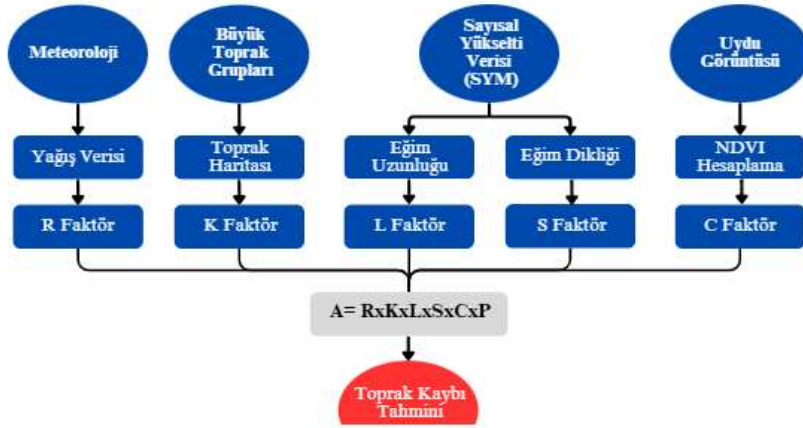 Meteoroloji
Büyük
Toprak
Grupları
Sayısal
Yükselti
Verisi
(SYM)
Uydu
Görüntüsü
Yağış Verisi
Toprak
Haritası
Eğim
Uzunluğu
Eğim Dikliği
NDVI
Hesaplama
R Faktör
K Faktör
L Faktör
S Faktör
C Faktör
A= RxKxLxSxCxP
Toprak Kaybı
Tahmini